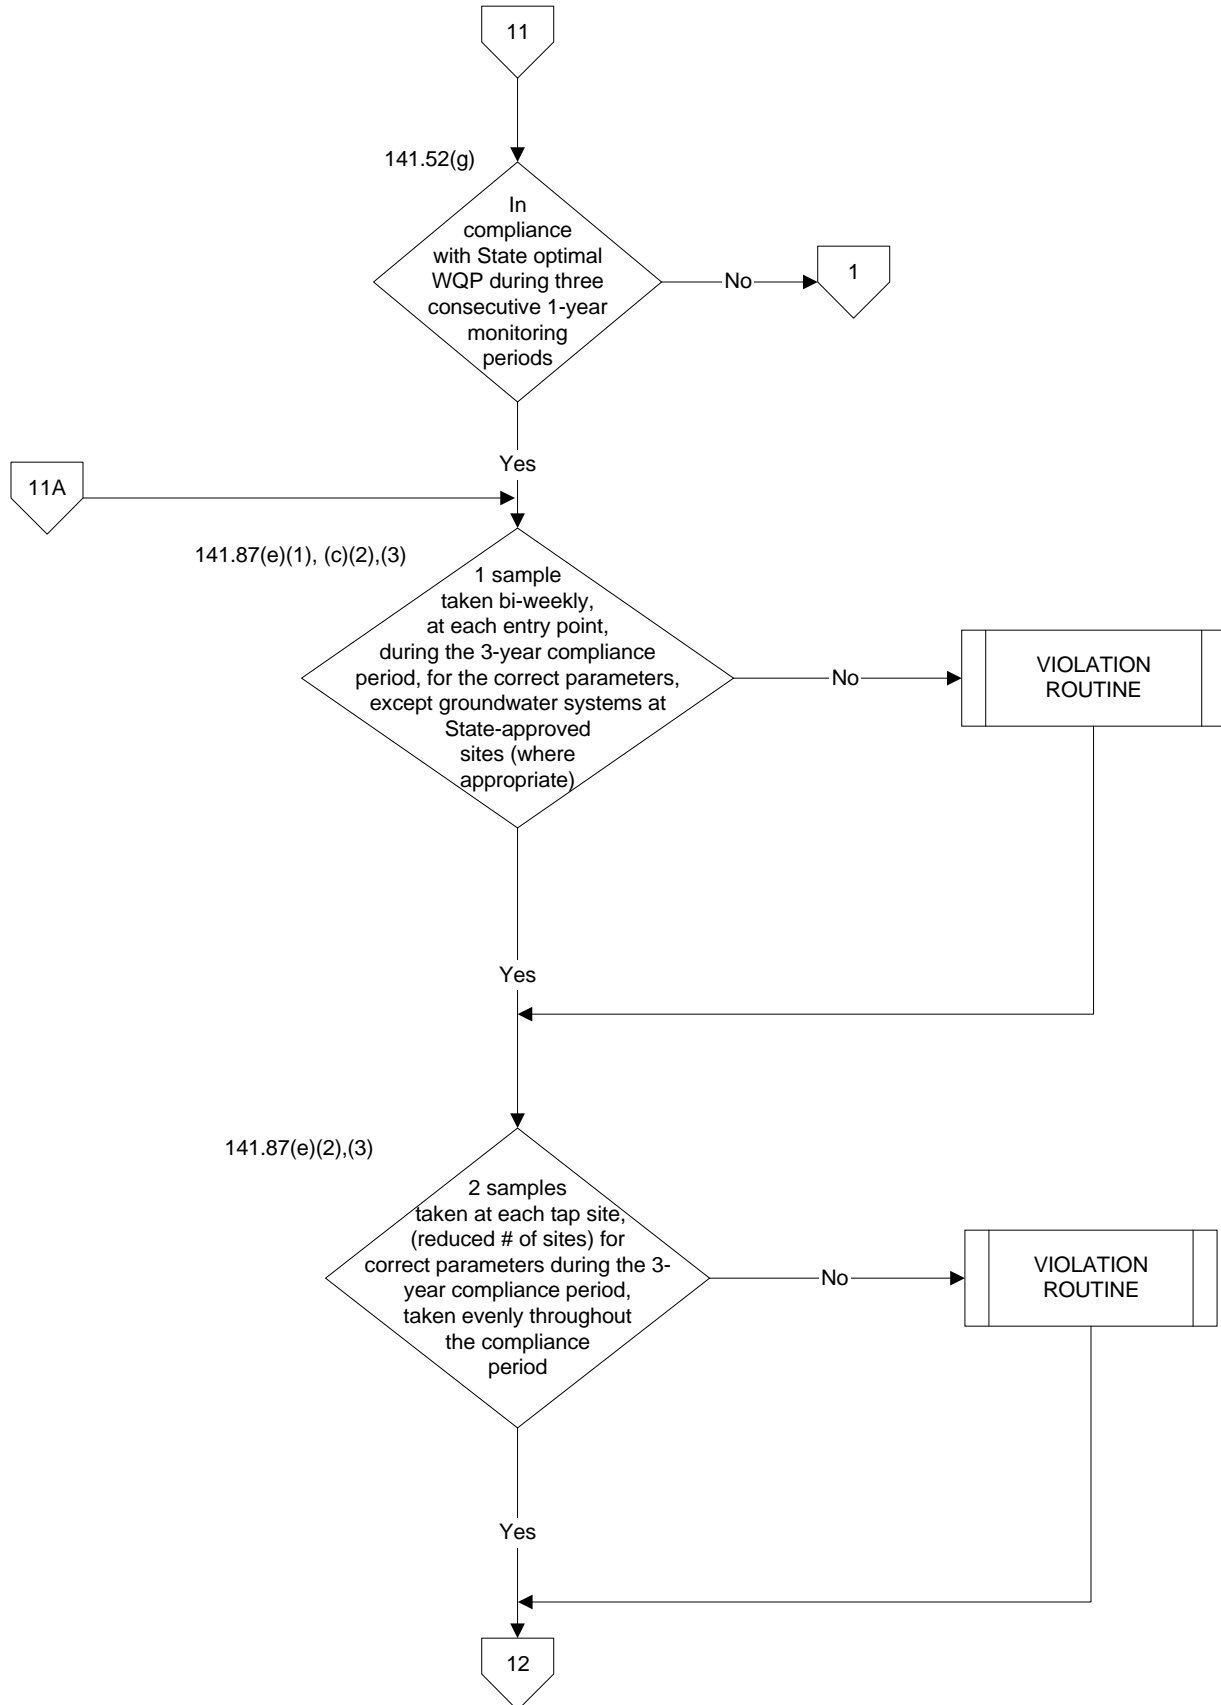 11
141.52(g)
In
compliance
with State optimal
WQP during three
consecutive 1-year
monitoring
periods
No
1
Yes
11A
141.87(e)(1), (c)(2),(3)
1 sample
taken bi-weekly,
at each entry point,
during the 3-year compliance
period, for the correct parameters,
except groundwater systems at
State-approved
sites (where
appropriate)
No
VIOLATION
ROUTINE
Yes
141.87(e)(2),(3)
2 samples
taken at each tap site,
(reduced # of sites) for
correct parameters during the 3-
year compliance period,
taken evenly throughout
the compliance
period
No
VIOLATION
ROUTINE
Yes
12